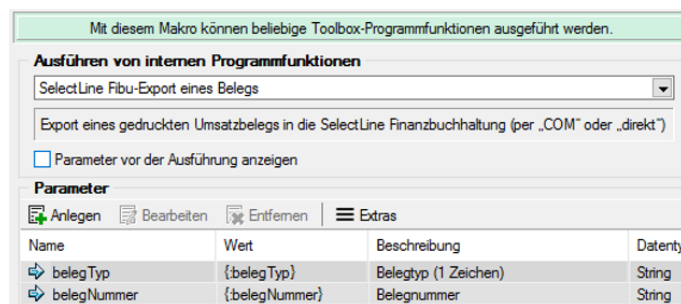 Mit diesem Makro können beliebige Toolbox-Programmfunktionen ausgeführt werden.
Ausführen von internen Programmfunktionen
SelectLine Fibu-Export eines Belegs
Export eines gedruckten Umsatzbelegs in die SelectLine Finanzbuchhaltung (per „COM" oder „direkt")
Parameter vor der Ausführung anzeigen
Parameter
Anlegen Bearbeiten Entfernen Extras
Name Wert Beschreibung Datenty
belegTyp {:belegTyp} Belegtyp (1 Zeichen) String
belegNummer {:belegNummer} Belegnummer String